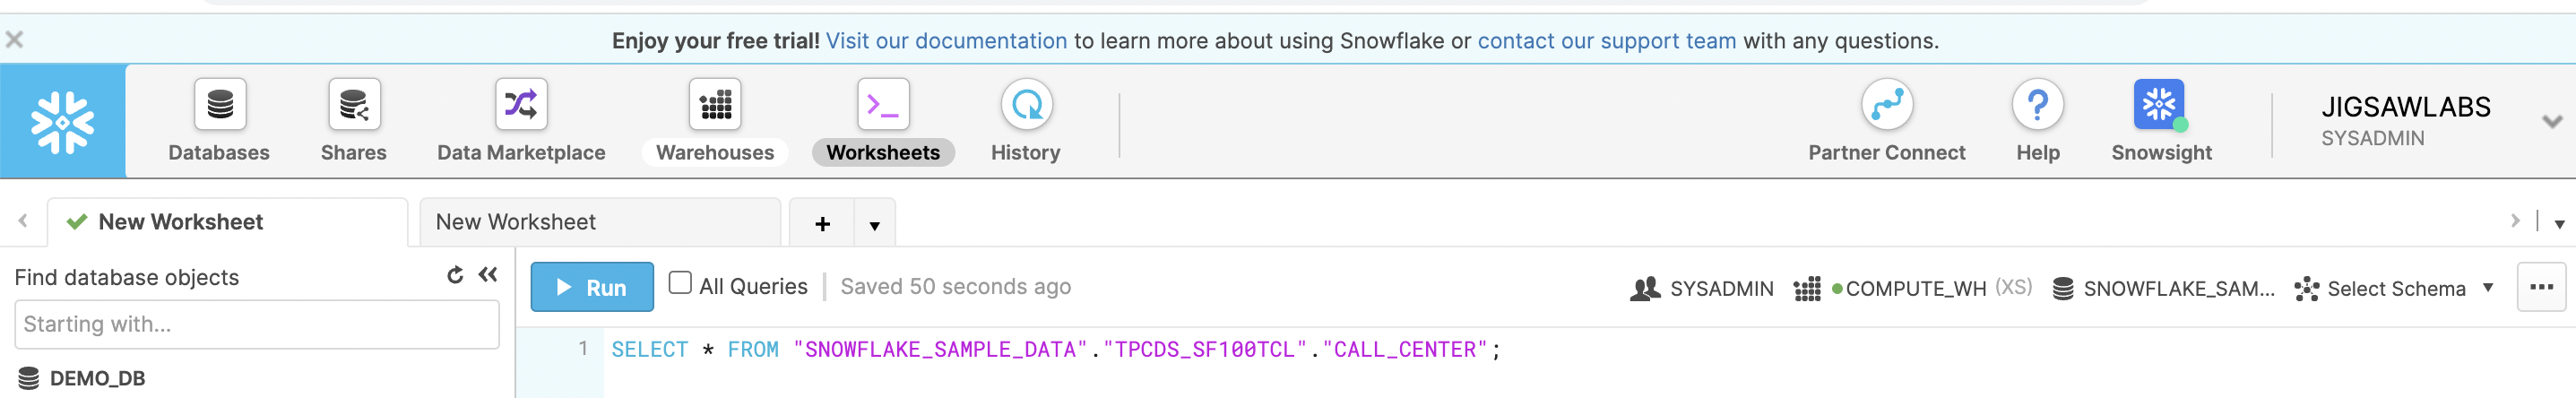 Enjoy your free trial! Visit our documentation to learn more about using Snowflake or contact our support team with any questions.
Databases Shares Data Marketplace Warehouses Worksheets History Partner Connect Help Snowsight
JIGSAWLABS
SYSADMIN
New Worksheet New Worksheet + 
Find database objects
Run All Queries Saved 50 seconds ago SYSADMIN COMPUTE_WH (XS) SNOWFLAKE_SAM... Select Schema ...
Starting with...
1 SELECT * FROM "SNOWFLAKE_SAMPLE_DATA"."TPCDS_SF100TCL"."CALL_CENTER";
DEMO_DB